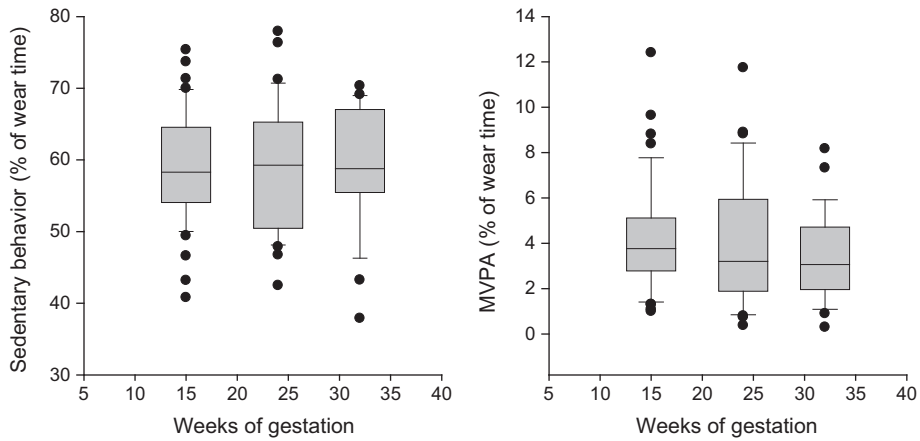 Sedentary behavior (% of wear time)
80
70
60
50
40
30
5 10 15 20 25 30 35 40
Weeks of gestation
MVPA (% of wear time)
14
12
10
8
6
4
2
0
5 10 15 20 25 30 35 40
Weeks of gestation